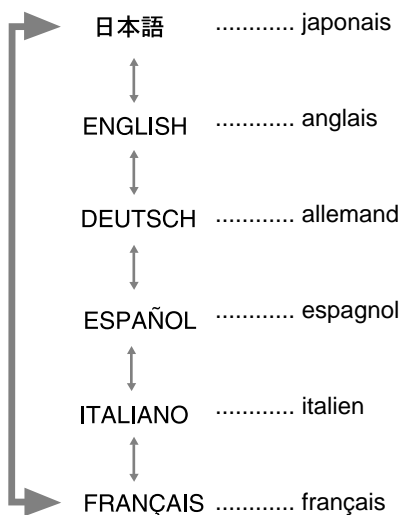 日本語 ............ japonais
ENGLISH ............ anglais
DEUTSCH ............ allemand
ESPAÑOL ............ espagnol
ITALIANO ............ italien
FRANÇAIS ............ français